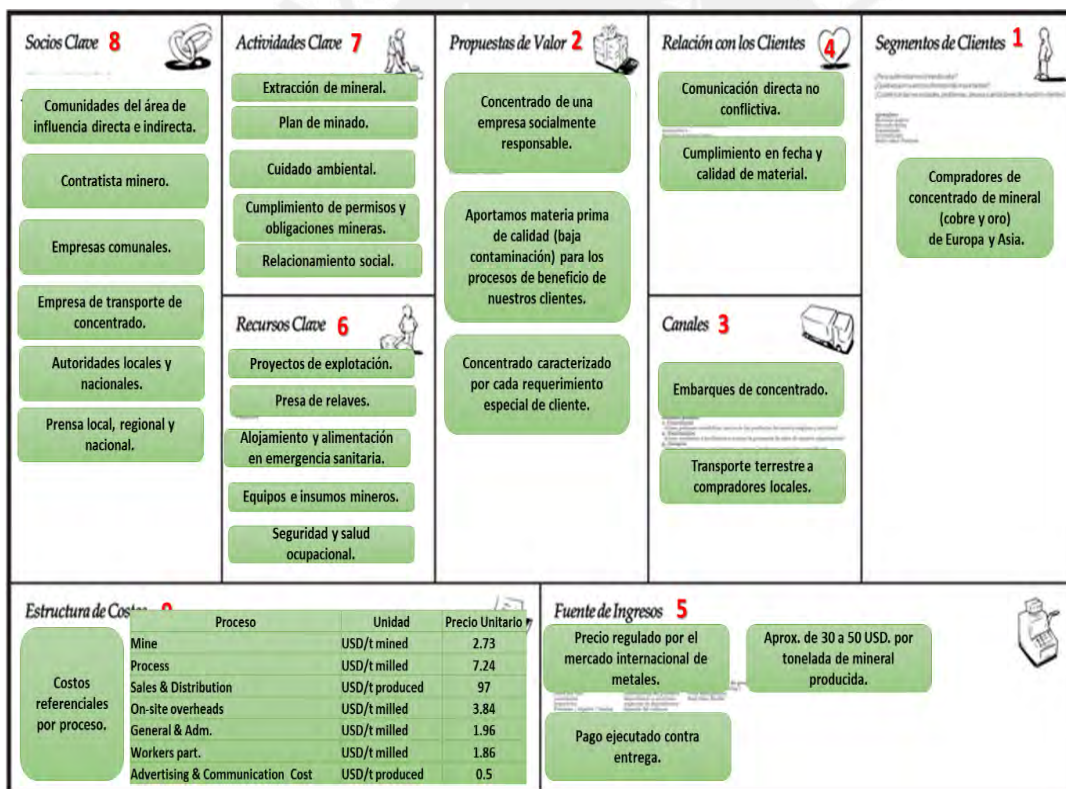 Socios Clave 8
Comunidades del área de
influencia directa e indirecta.
Contratista minero.
Empresas comunales.
Empresa de transporte de
concentrado.
Autoridades locales y
nacionales.
Prensa local, regional y
nacional.
Actividades Clave 7
Extracción de mineral.
Plan de minado.
Cuidado ambiental.
Cumplimiento de permisos y
obligaciones mineras.
Relacionamiento social.
Recursos Clave 6
Proyectos de explotación.
Presa de relaves.
Alojamiento y alimentación
en emergencia sanitaria.
Equipos e insumos mineros.
Seguridad y salud
ocupacional.
Propuestas de Valor 2
Concentrado de una
empresa socialmente
responsable.
Aportamos materia prima
de calidad (baja
contaminación) para los
procesos de beneficio de
nuestros clientes.
Concentrado caracterizado
por cada requerimiento
especial de cliente.
Relación con los Clientes 4
Comunicación directa no
conflictiva.
Cumplimiento en fecha y
calidad de material.
Canales 3
Embarques de concentrado.
Transporte terrestre a
compradores locales.
Segmentos de Clientes 1
Compradores de
concentrado de mineral
(cobre y oro)
de Europa y Asia.
Estructura de
Costos
referenciales
por proceso.
Proceso Unidad Precio Unitario
Mine USD/t mined 2.73
Process USD/t milled 7.24
Sales & Distribution USD/t produced 97
On-site overheads USD/t milled 3.84
General & Adm. USD/t milled 1.96
Workers part. USD/t milled 1.86
Advertising & Communication Cost USD/t produced 0.5
Fuente de Ingresos 5
Precio regulado por el
mercado internacional de
metales.
Aprox. de 30 a 50 USD. por
tonelada de mineral
producida.
Pago ejecutado contra
entrega.